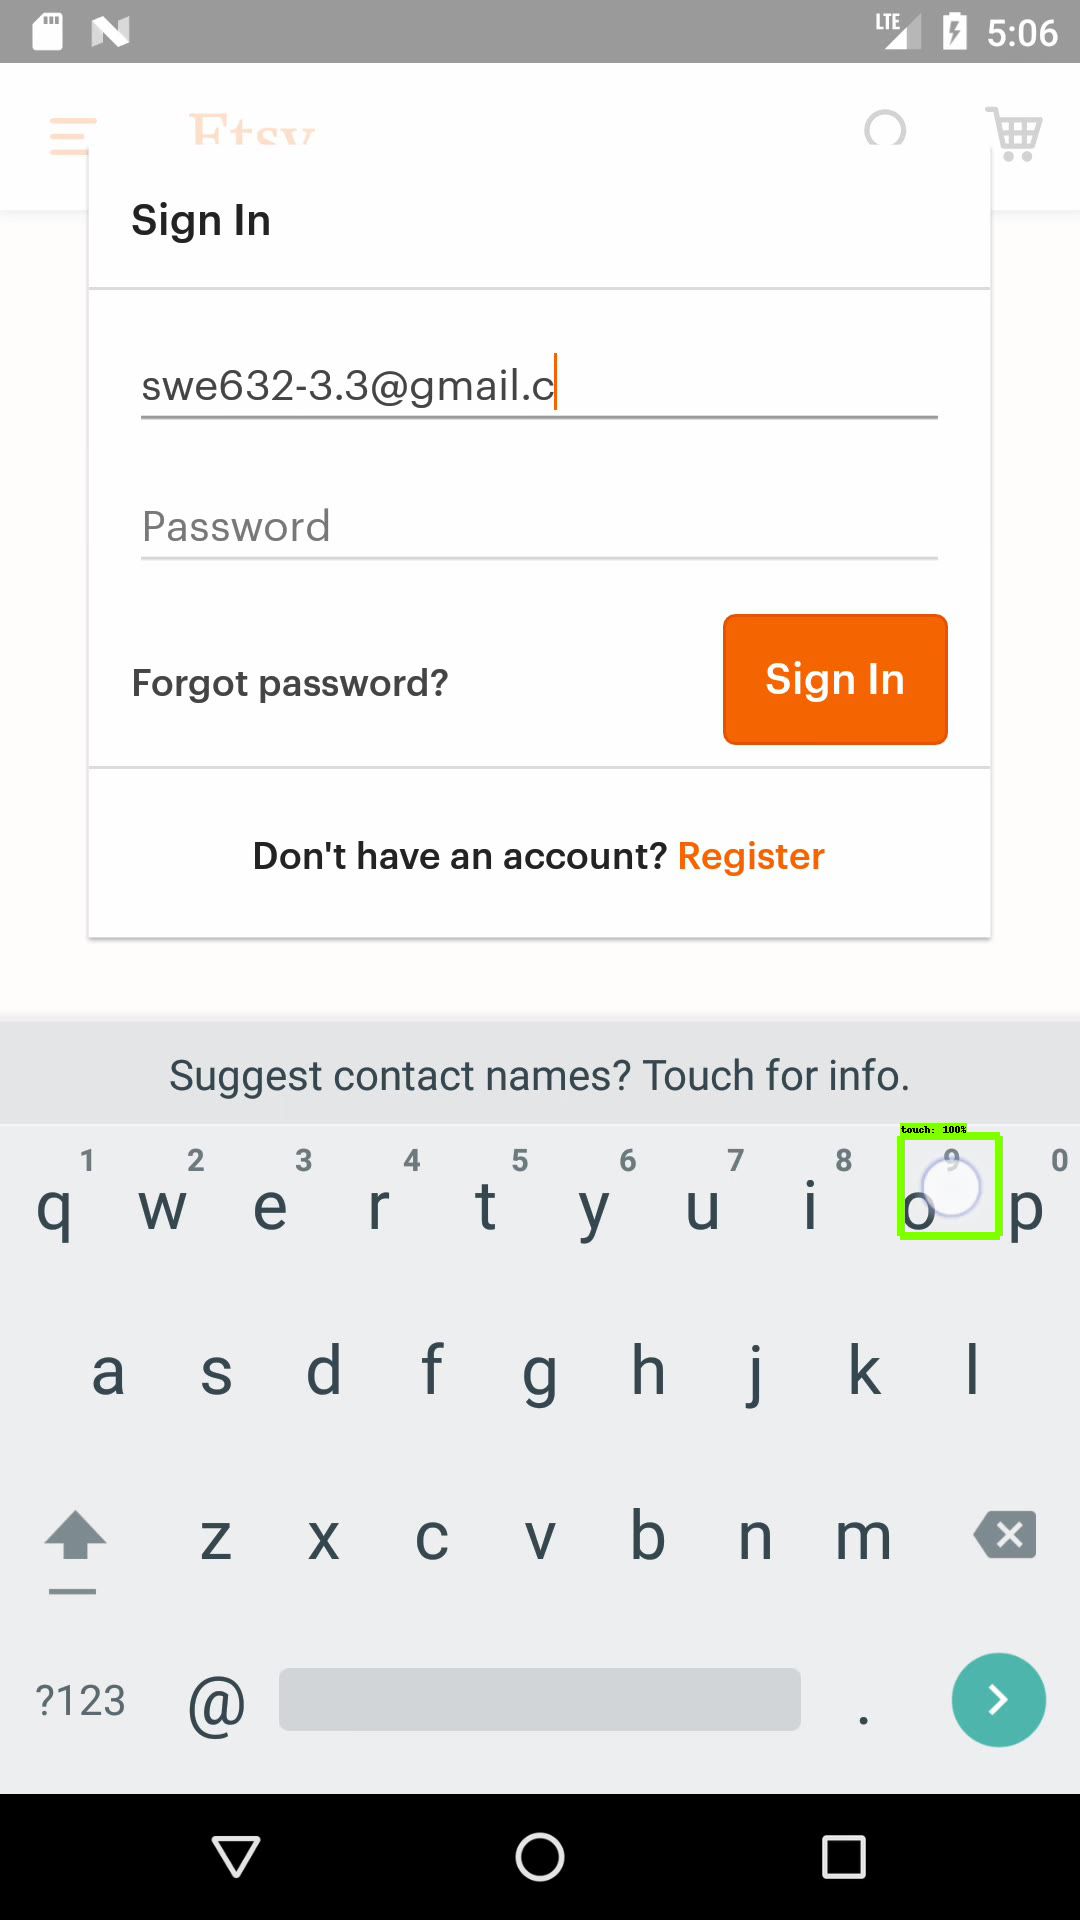 LTE 5:06
Etsy
Sign In
swe632-3.3@gmail.c
Password
Forgot password?
Sign In
Don't have an account? Register
Suggest contact names? Touch for info.
touch: 100%
1 2 3 4 5 6 7 8 9 0
q w e r t y u i o p
a s d f g h j k l
z x c v b n m
?123 @ .